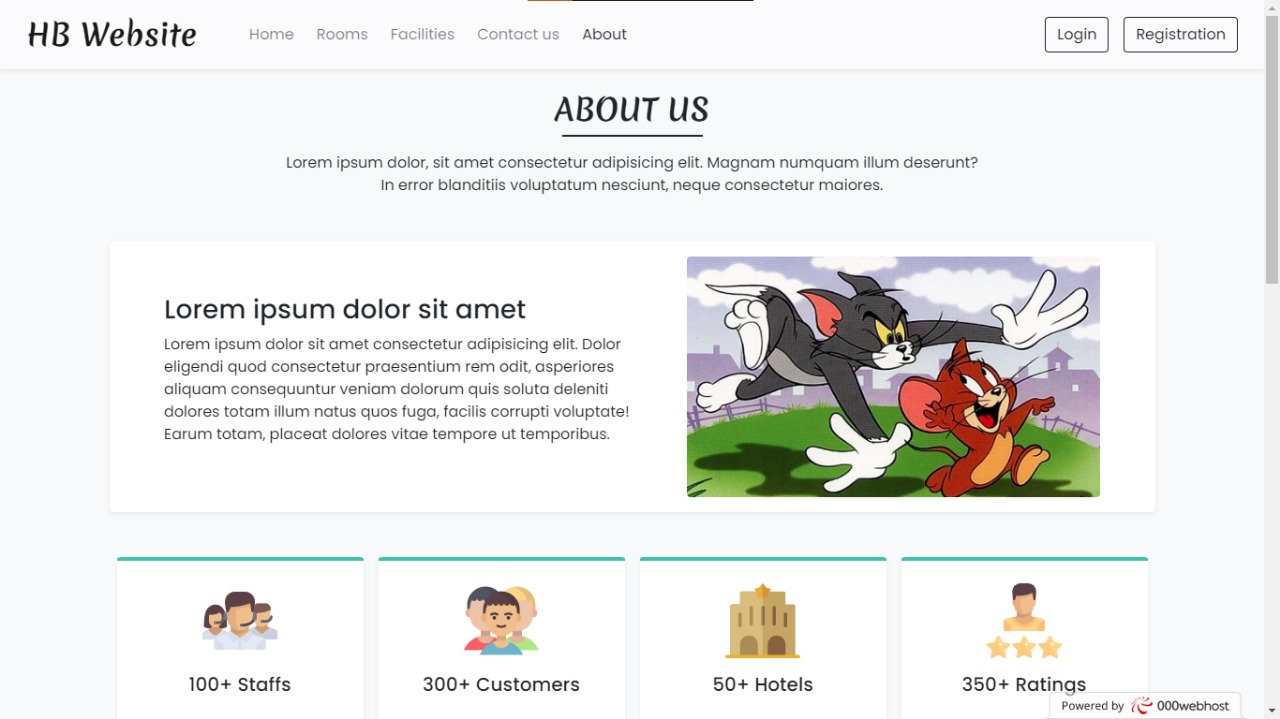 HB Website
Home
Rooms
Facilities
Contact us
About
Login
Registration
ABOUT US
Lorem ipsum dolor, sit amet consectetur adipisicing elit. Magnam numquam illum deserunt?
In error blanditiis voluptatum nesciunt, neque consectetur maiores.
Lorem ipsum dolor sit amet
Lorem ipsum dolor sit amet consectetur adipisicing elit. Dolor
eligendi quod consectetur praesentium rem odit, asperiores
aliquam consequuntur veniam dolorum quis soluta deleniti
dolores totam illum natus quos fuga, facilis corrupti voluptate!
Earum totam, placeat dolores vitae tempore ut temporibus.
100+ Staffs
300+ Customers
50+ Hotels
350+ Ratings
Powered by
000webhost